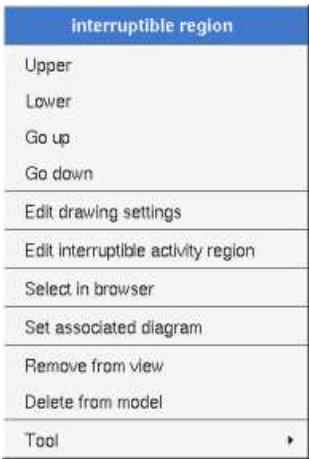 interruptible region
Upper
Lower
Go up
Go down
Edit drawing settings
Edit interruptible activity region
Select in browser
Set associated diagram
Remove from view
Delete from model
Tool